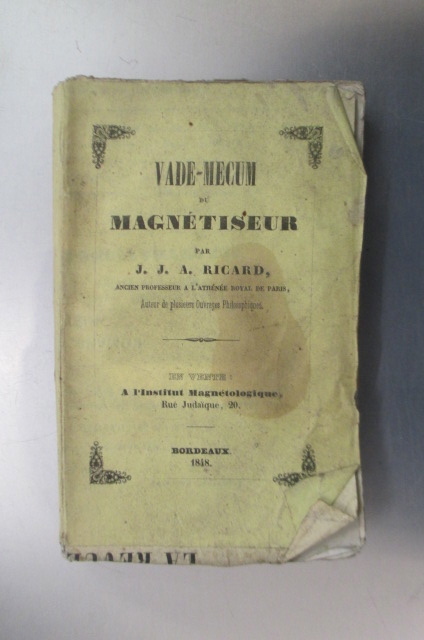 VADE-MECUM
DU
MAGNÉTISEUR
PAR
J. J. A. RICARD,
ANCIEN PROFESSEUR A L'ATHÉNÉE ROYAL DE PARIS,
Auteur de plusieurs Ouvrages Philosophiques.
EN VENTE:
A l'Institut Magnétologique,
Rue Judaïque, 20.
BORDEAUX
1848.